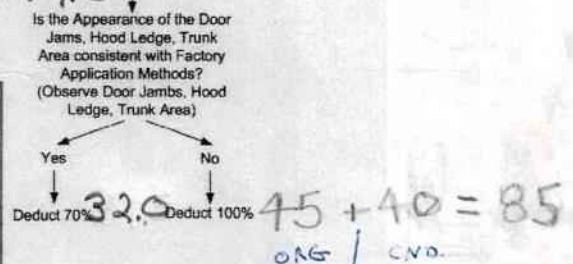 Is the Appearance of the Door
Jams, Hood Ledge, Trunk
Area consistent with Factory
Application Methods?
(Observe Door Jambs, Hood
Ledge, Trunk Area)
Yes No
Deduct 70% 32.0 Deduct 100% 45 + 40 = 85
ORG / CND.